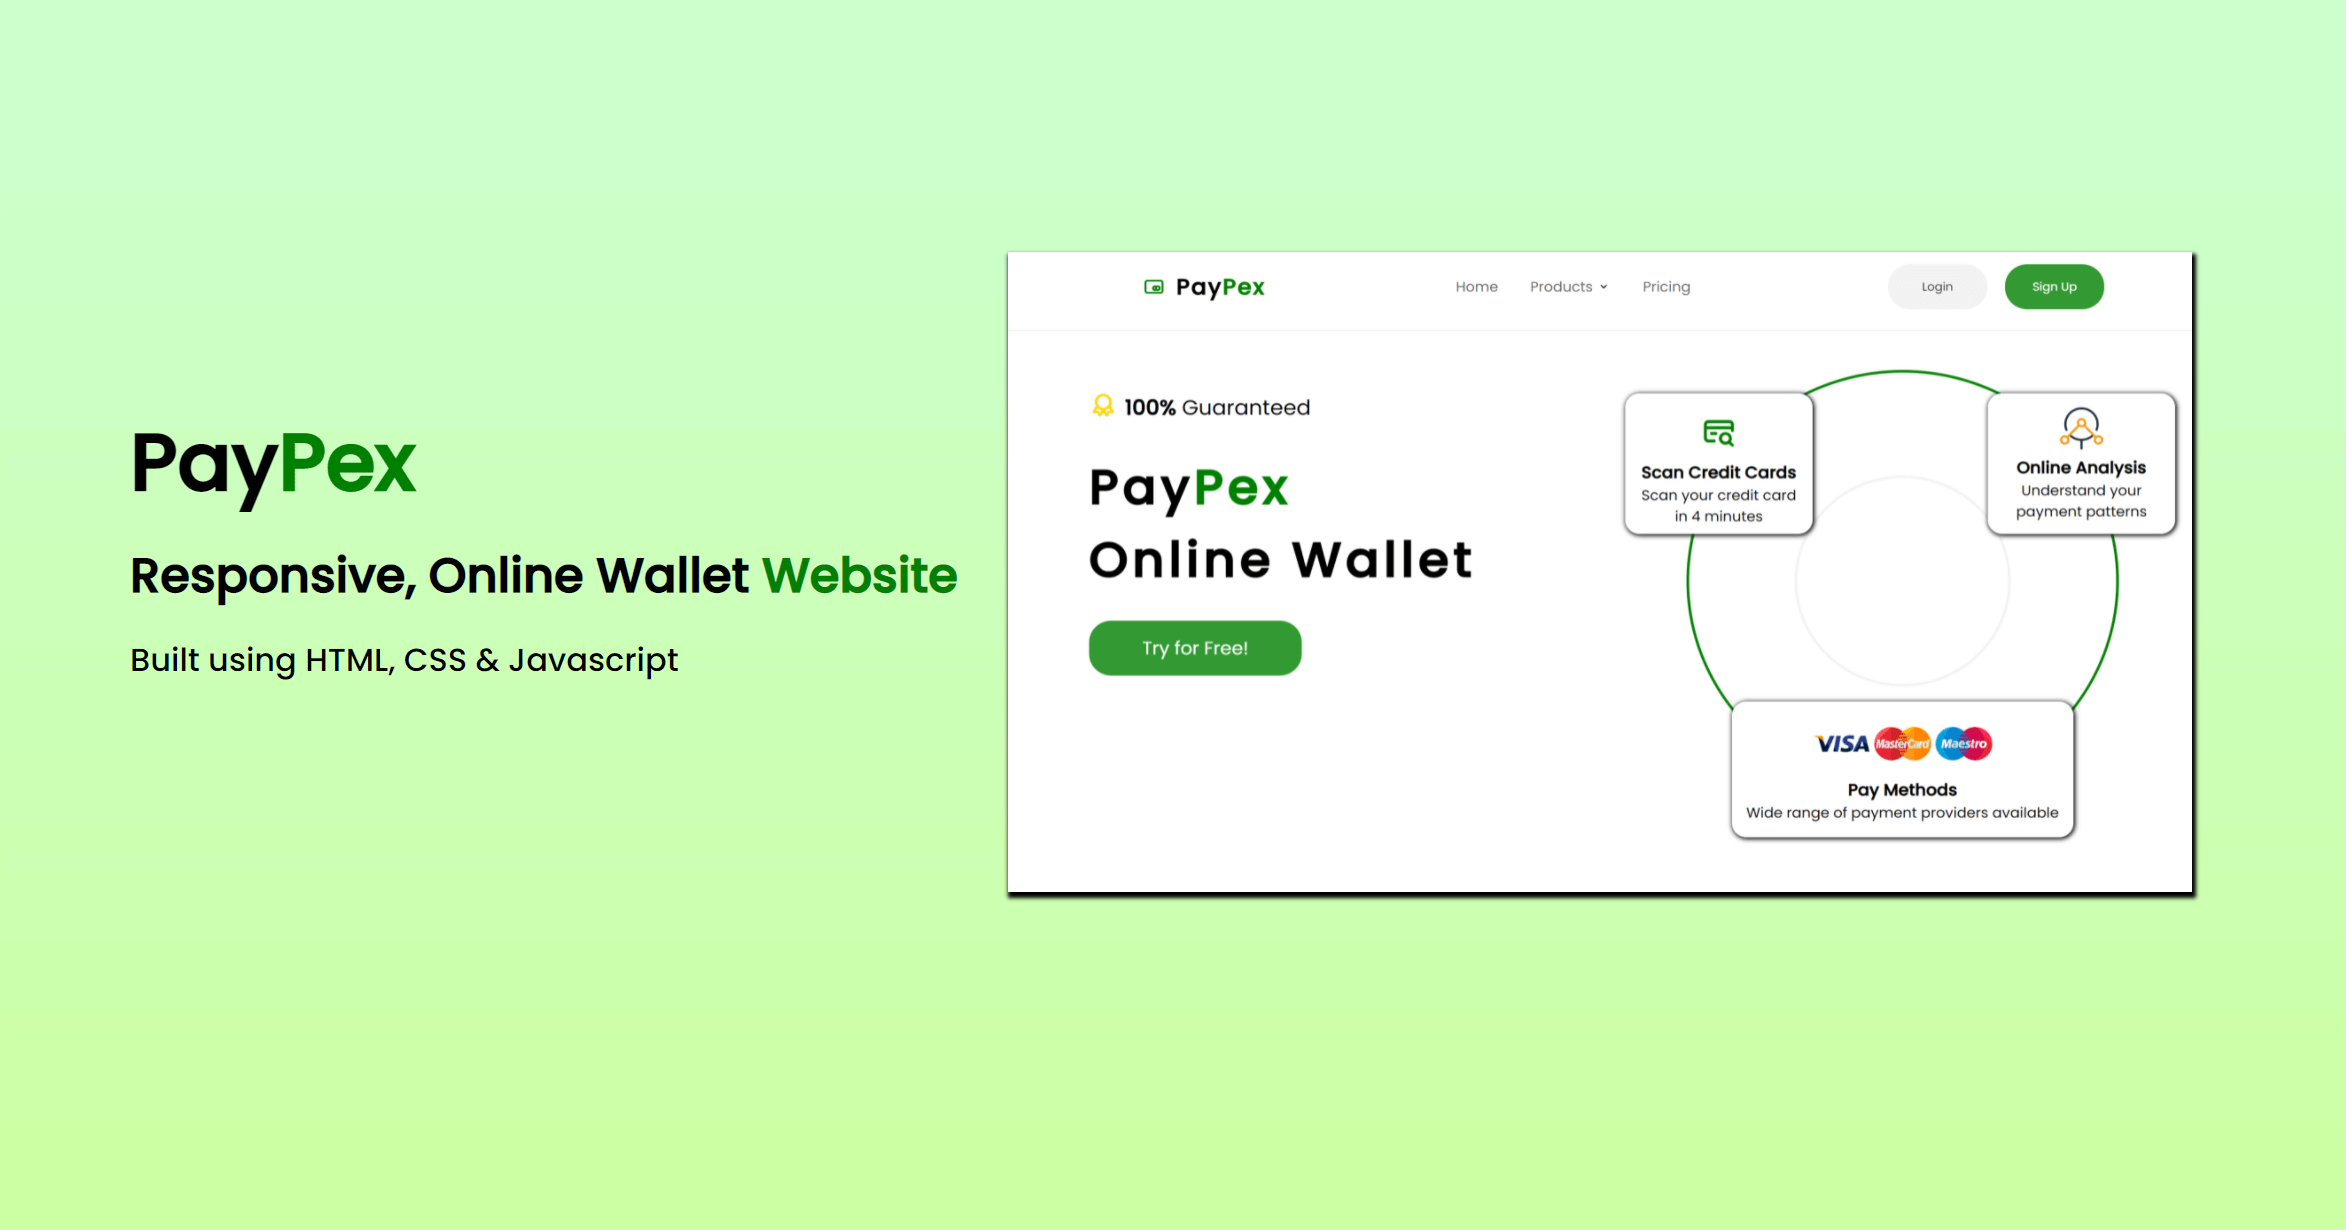 PayPex
Responsive, Online Wallet Website
Built using HTML, CSS & Javascript
PayPex
Home
Products
Pricing
Login
Sign Up
100% Guaranteed
PayPex
Online Wallet
Try for Free!
Scan Credit Cards
Scan your credit card
in 4 minutes
Online Analysis
Understand your
payment patterns
VISA MasterCard Maestro
Pay Methods
Wide range of payment providers available